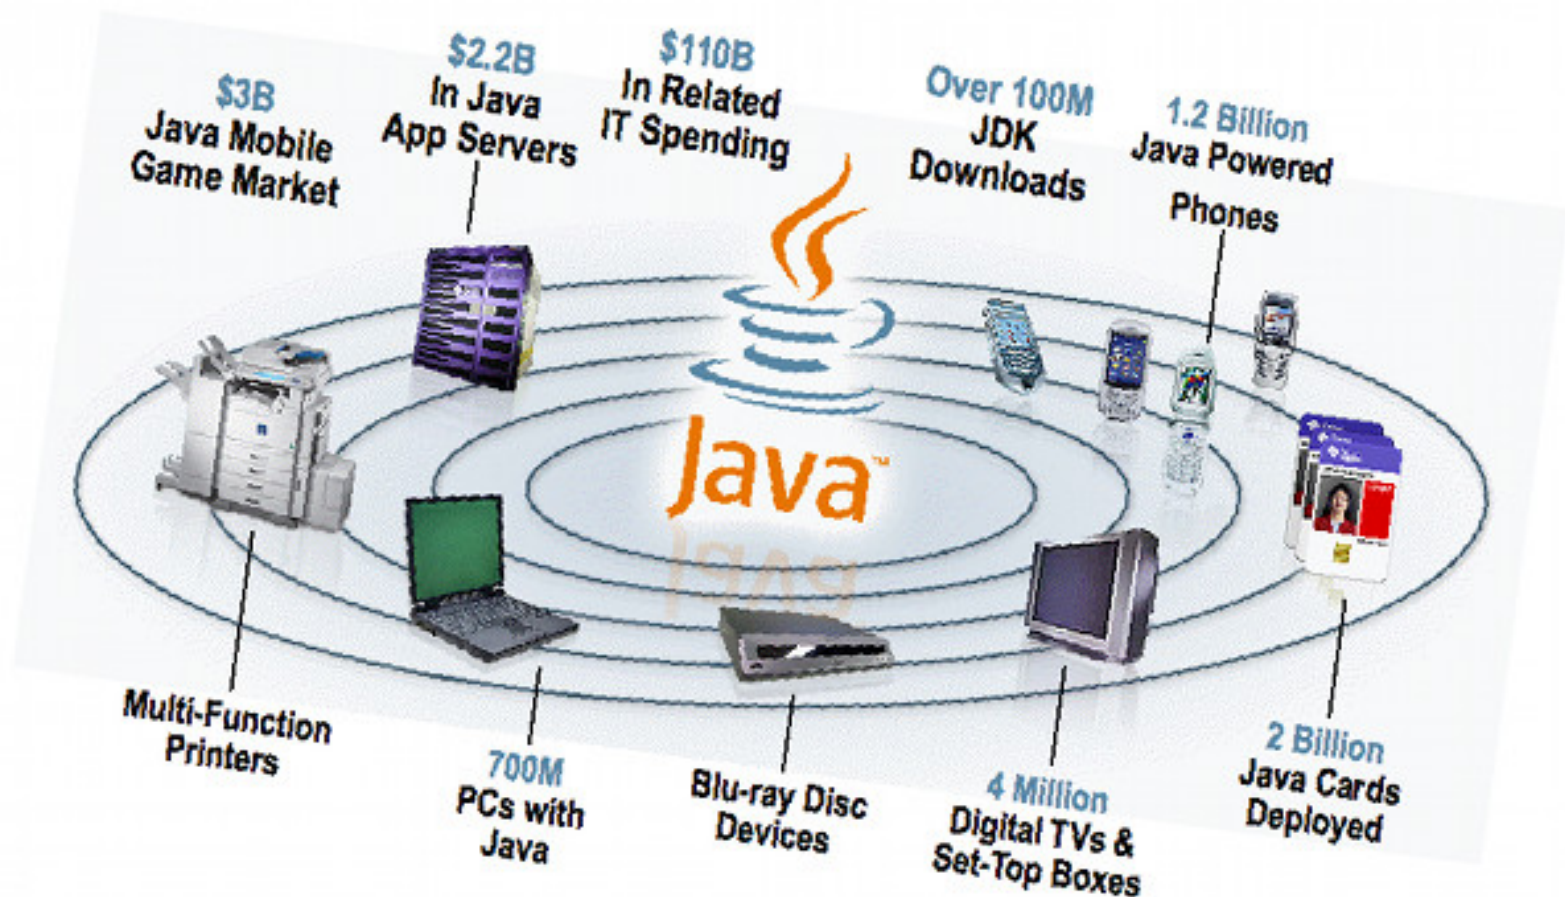 $3B
Java Mobile
Game Market
$2.2B
In Java
App Servers
$110B
In Related
IT Spending
Over 100M
JDK
Downloads
1.2 Billion
Java Powered
Phones
Java™
Multi-Function
Printers
700M
PCs with
Java
Blu-ray Disc
Devices
4 Million
Digital TVs &
Set-Top Boxes
2 Billion
Java Cards
Deployed